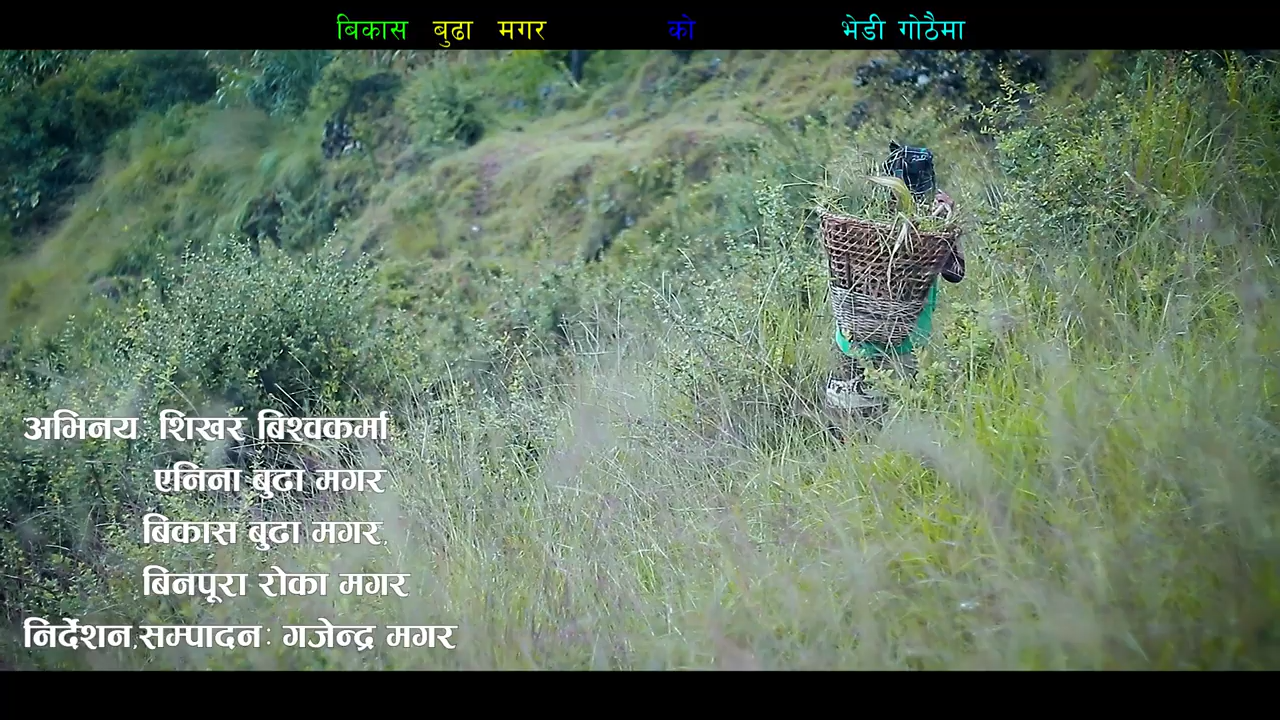 बिकास बुढा मगर को भेडी गोठैमा
अभिनय: शिखर बिश्वकर्मा
एनिना बुढा मगर
बिकास बुढा मगर,
बिनपूरा रोका मगर
निर्देशन,सम्पादन: गजेन्द्र मगर